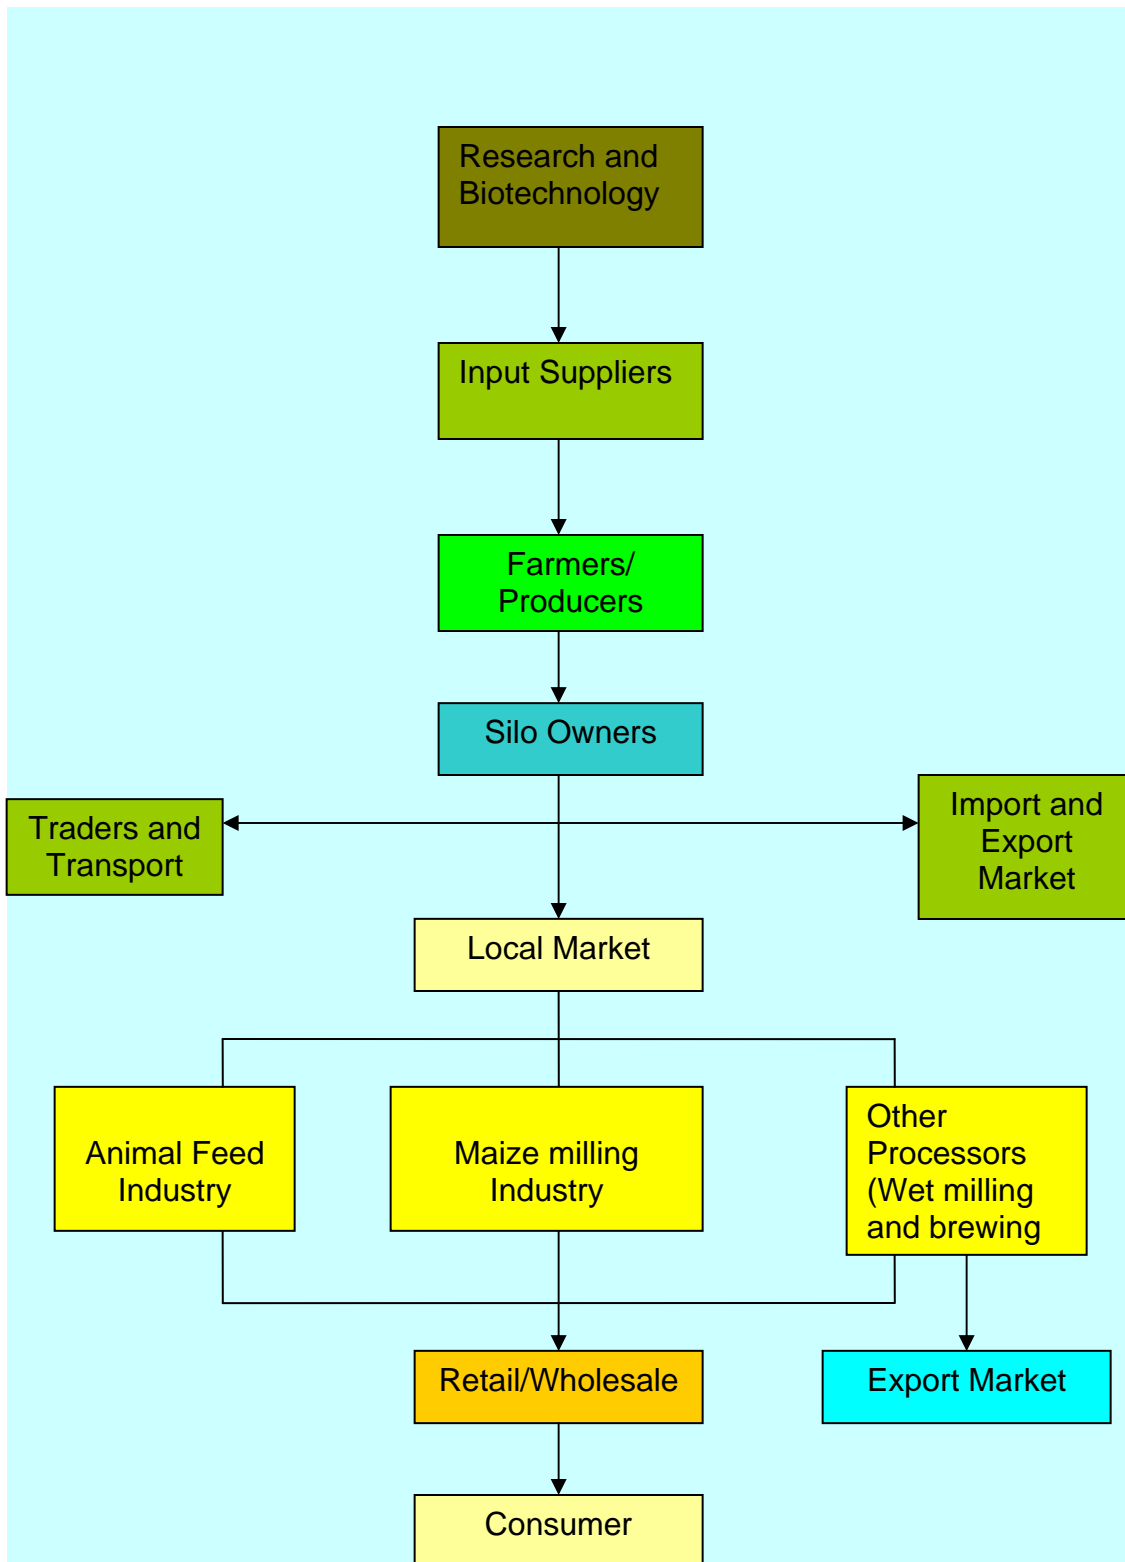 Research and
Biotechnology
Input Suppliers
Farmers/
Producers
Silo Owners
Traders and
Transport
Import and
Export
Market
Local Market
Animal Feed
Industry
Maize milling
Industry
Other
Processors
(Wet milling
and brewing
Retail/Wholesale
Export Market
Consumer